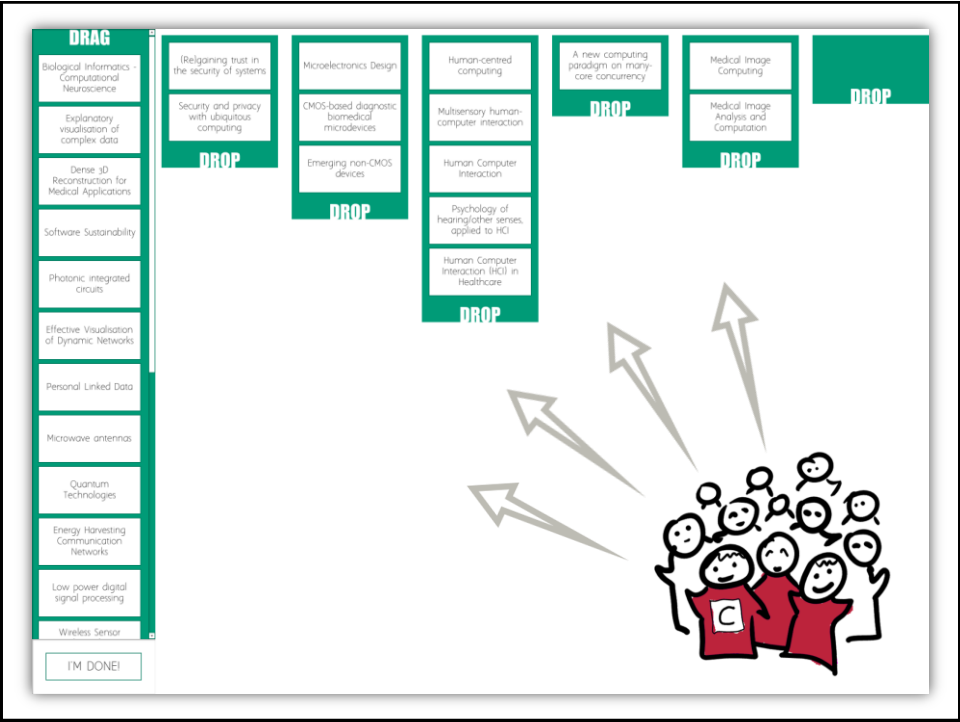 DRAG
Biological Informatics -
Computational
Neuroscience
Explanatory
visualisation of
complex data
Dense 3D
Reconstruction for
Medical Applications
Software Sustainability
Photonic integrated
circuits
Effective Visualisation
of Dynamic Networks
Personal Linked Data
Microwave antennas
Quantum
Technologies
Energy Harvesting
Communication
Networks
Low power digital
signal processing
Wireless Sensor
I'M DONE!
(Re)gaining trust in
the security of systems
Security and privacy
with ubiquitous
computing
DROP
Microelectronics Design
CMOS-based diagnostic
biomedical
microdevices
Emerging non-CMOS
devices
DROP
Human-centred
computing
Multisensory human-
computer interaction
Human Computer
Interaction
Psychology of
hearing/other senses,
applied to HCI
Human Computer
Interaction (HCI) in
Healthcare
DROP
A new computing
paradigm on many-
core concurrency
DROP
Medical Image
Computing
Medical Image
Analysis and
Computation
DROP
DROP
C